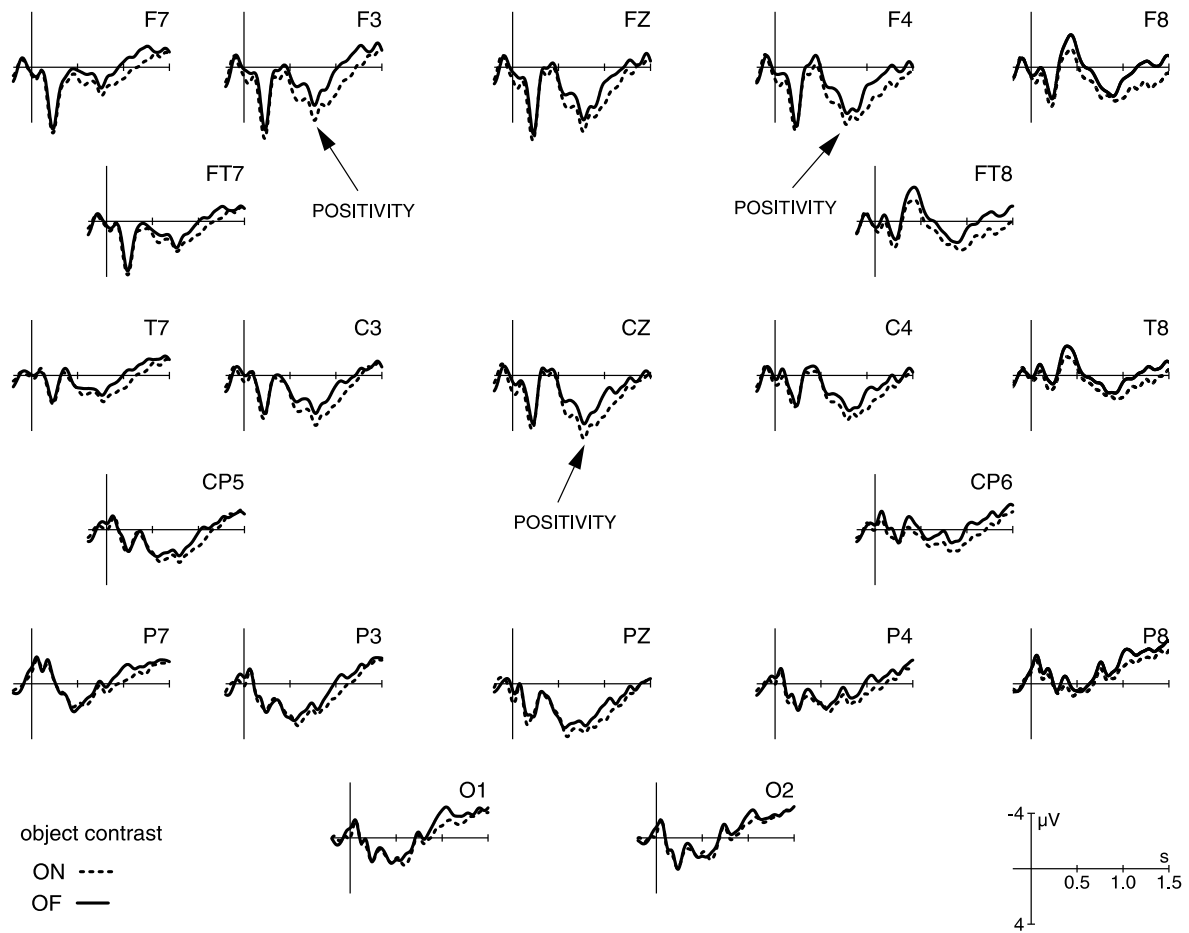 F7 F3 FZ F4 F8
FT7 FT8
POSITIVITY POSITIVITY
T7 C3 CZ C4 T8
CP5 CP6
POSITIVITY
P7 P3 PZ P4 P8
O1 O2
object contrast
ON
OF
-4 µV
s
0.5 1.0 1.5
4